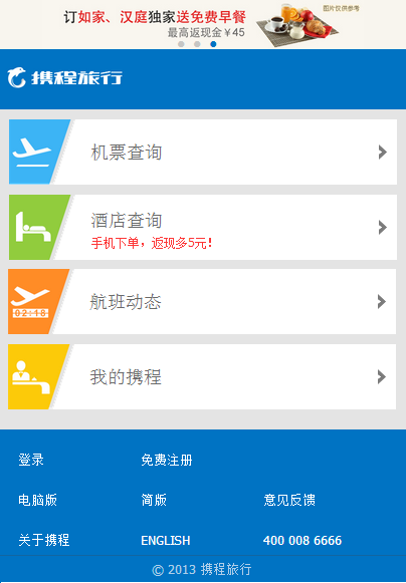 订如家、汉庭独家送免费早餐
图片仅供参考
最高返现金￥45
携程旅行
机票查询
酒店查询
手机下单，返现多5元！
航班动态
02:18
我的携程
登录 免费注册
电脑版 简版 意见反馈
关于携程 ENGLISH 400 008 6666
© 2013 携程旅行